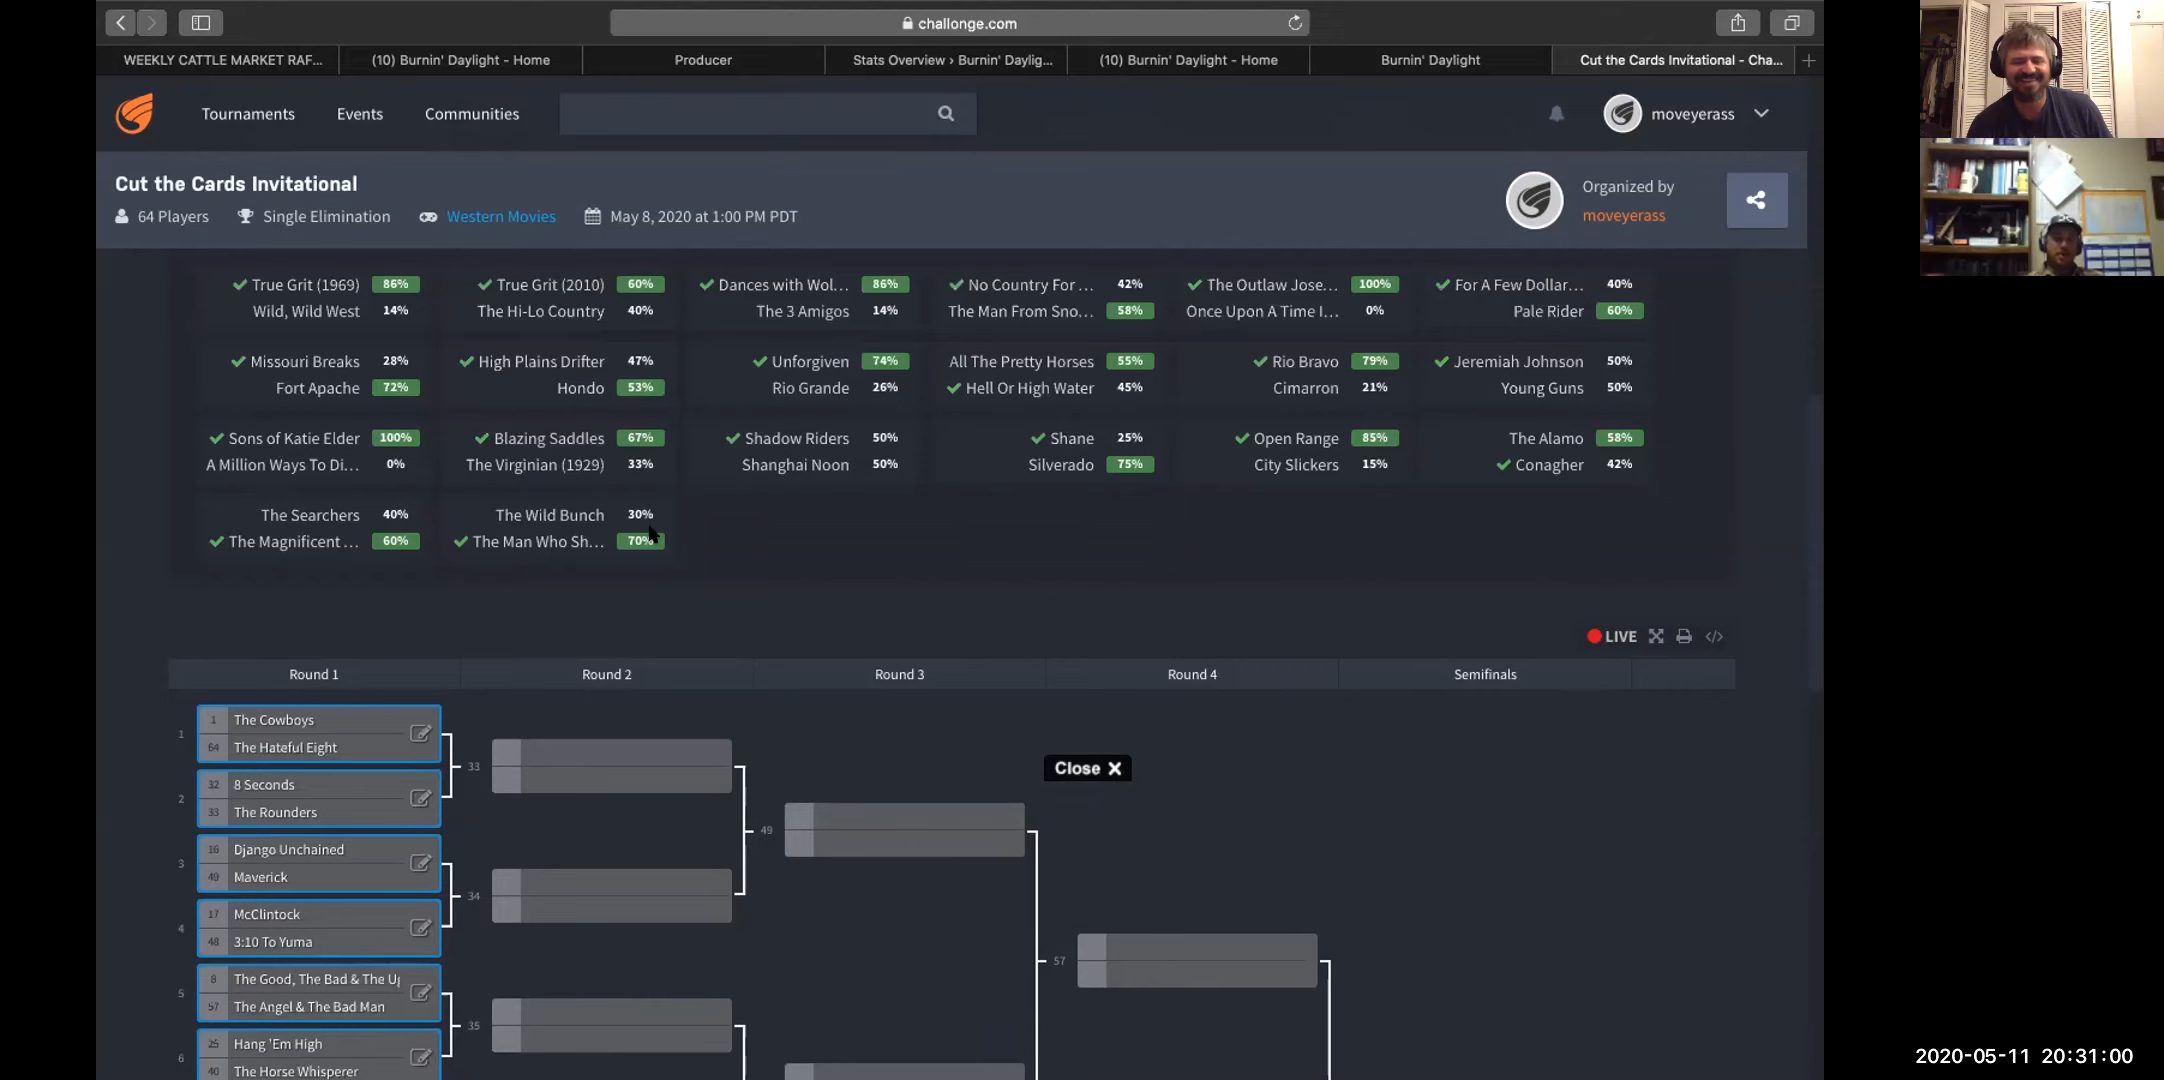 challonge.com
WEEKLY CATTLE MARKET RAF...
(10) Burnin' Daylight - Home
Producer
Stats Overview › Burnin' Daylig...
(10) Burnin' Daylight - Home
Burnin' Daylight
Cut the Cards Invitational - Cha...
Tournaments
Events
Communities
moveyerass
Cut the Cards Invitational
64 Players
Single Elimination
Western Movies
May 8, 2020 at 1:00 PM PDT
Organized by
moveyerass
True Grit (1969) 86%
Wild, Wild West 14%
True Grit (2010) 60%
The Hi-Lo Country 40%
Dances with Wol... 86%
The 3 Amigos 14%
No Country For ... 42%
The Man From Sno... 58%
The Outlaw Jose... 100%
Once Upon A Time I... 0%
For A Few Dollar... 40%
Pale Rider 60%
Missouri Breaks 28%
Fort Apache 72%
High Plains Drifter 47%
Hondo 53%
Unforgiven 74%
Rio Grande 26%
All The Pretty Horses 55%
Hell Or High Water 45%
Rio Bravo 79%
Cimarron 21%
Jeremiah Johnson 50%
Young Guns 50%
Sons of Katie Elder 100%
A Million Ways To Di... 0%
Blazing Saddles 67%
The Virginian (1929) 33%
Shadow Riders 50%
Shanghai Noon 50%
Shane 25%
Silverado 75%
Open Range 85%
City Slickers 15%
The Alamo 58%
Conagher 42%
The Searchers 40%
The Magnificent ... 60%
The Wild Bunch 30%
The Man Who Sh... 70%
LIVE
Round 1
Round 2
Round 3
Round 4
Semifinals
1
1 The Cowboys
64 The Hateful Eight
33
2
32 8 Seconds
33 The Rounders
49
3
16 Django Unchained
49 Maverick
34
4
17 McClintock
48 3:10 To Yuma
57
5
8 The Good, The Bad & The Ug
57 The Angel & The Bad Man
35
6
25 Hang 'Em High
40 The Horse Whisperer
Close X
2020-05-11 20:31:00